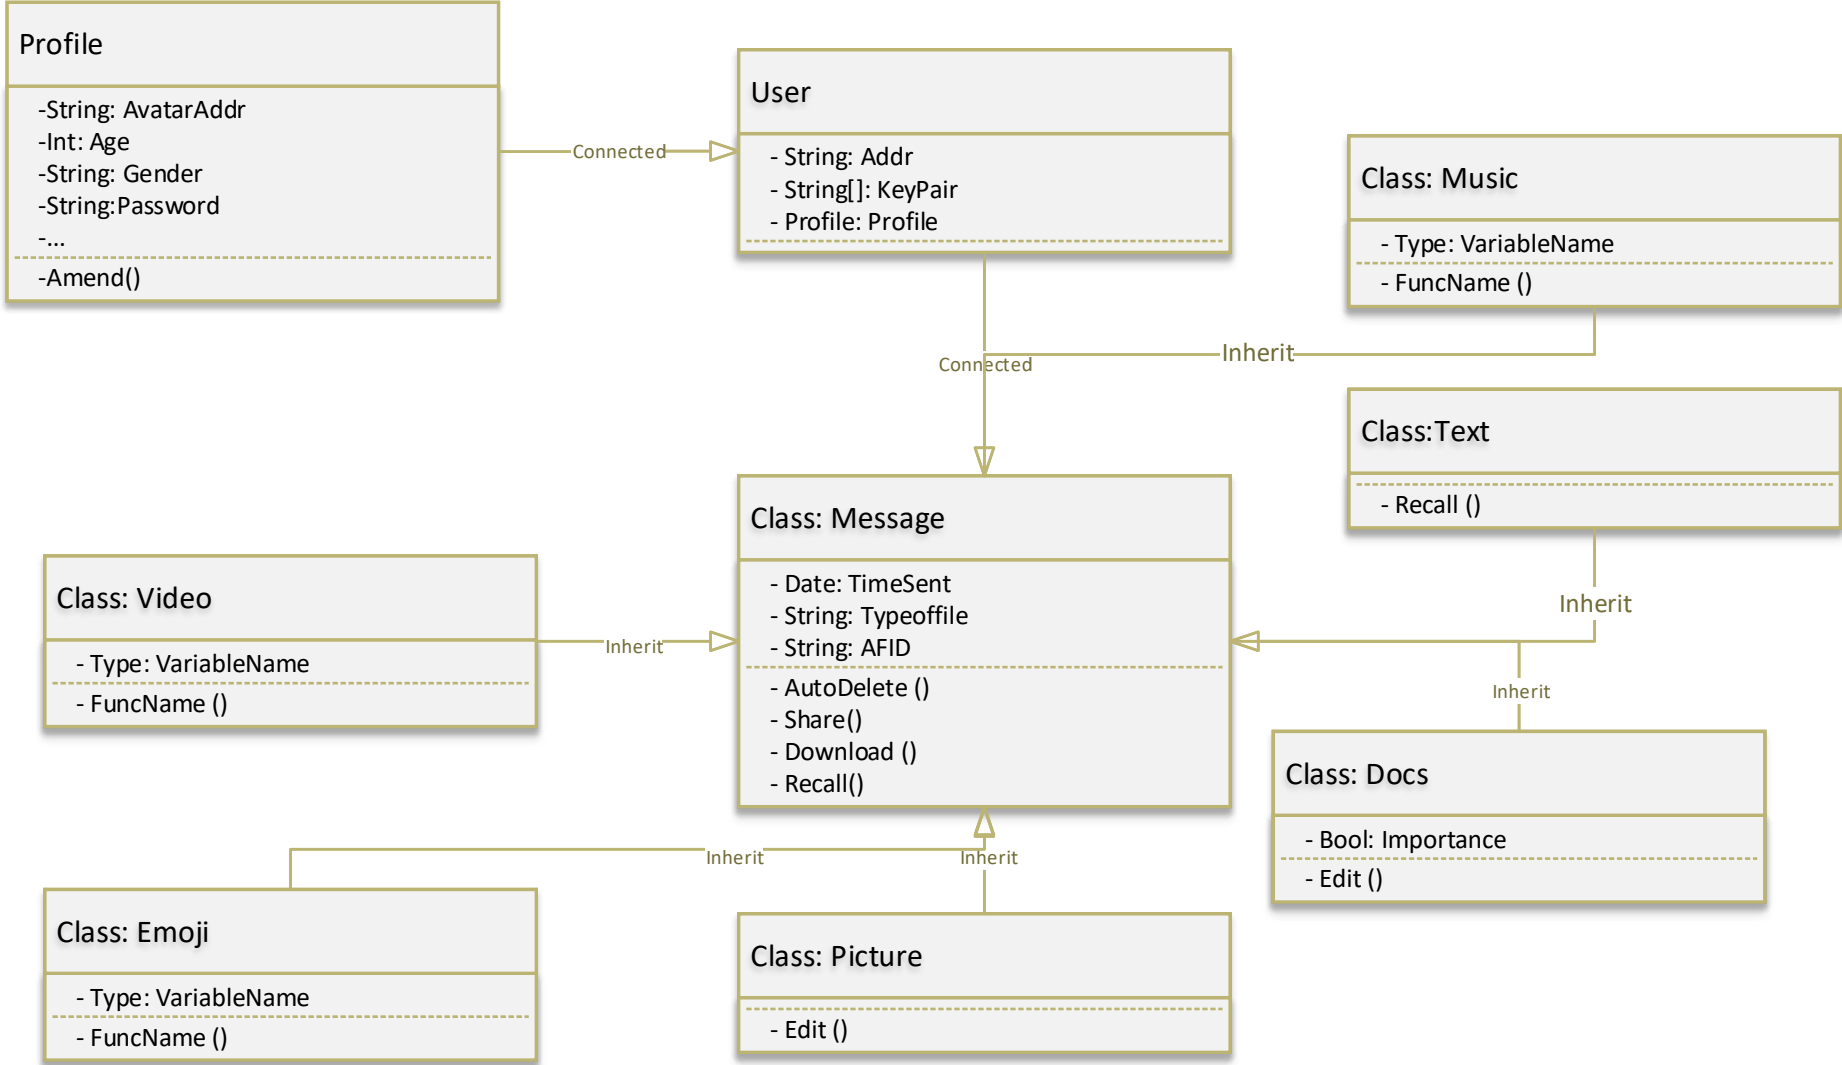 Profile
-String: AvatarAddr
-Int: Age
-String: Gender
-String:Password
-...
-Amend()
Connected
User
- String: Addr
- String[]: KeyPair
- Profile: Profile
Class: Music
- Type: VariableName
- FuncName ()
Inherit
Connected
Class:Text
- Recall ()
Inherit
Class: Message
- Date: TimeSent
- String: Typeoffile
- String: AFID
- AutoDelete ()
- Share()
- Download ()
- Recall()
Class: Video
- Type: VariableName
- FuncName ()
Inherit
Inherit
Class: Docs
- Bool: Importance
- Edit ()
Inherit
Inherit
Class: Emoji
- Type: VariableName
- FuncName ()
Class: Picture
- Edit ()